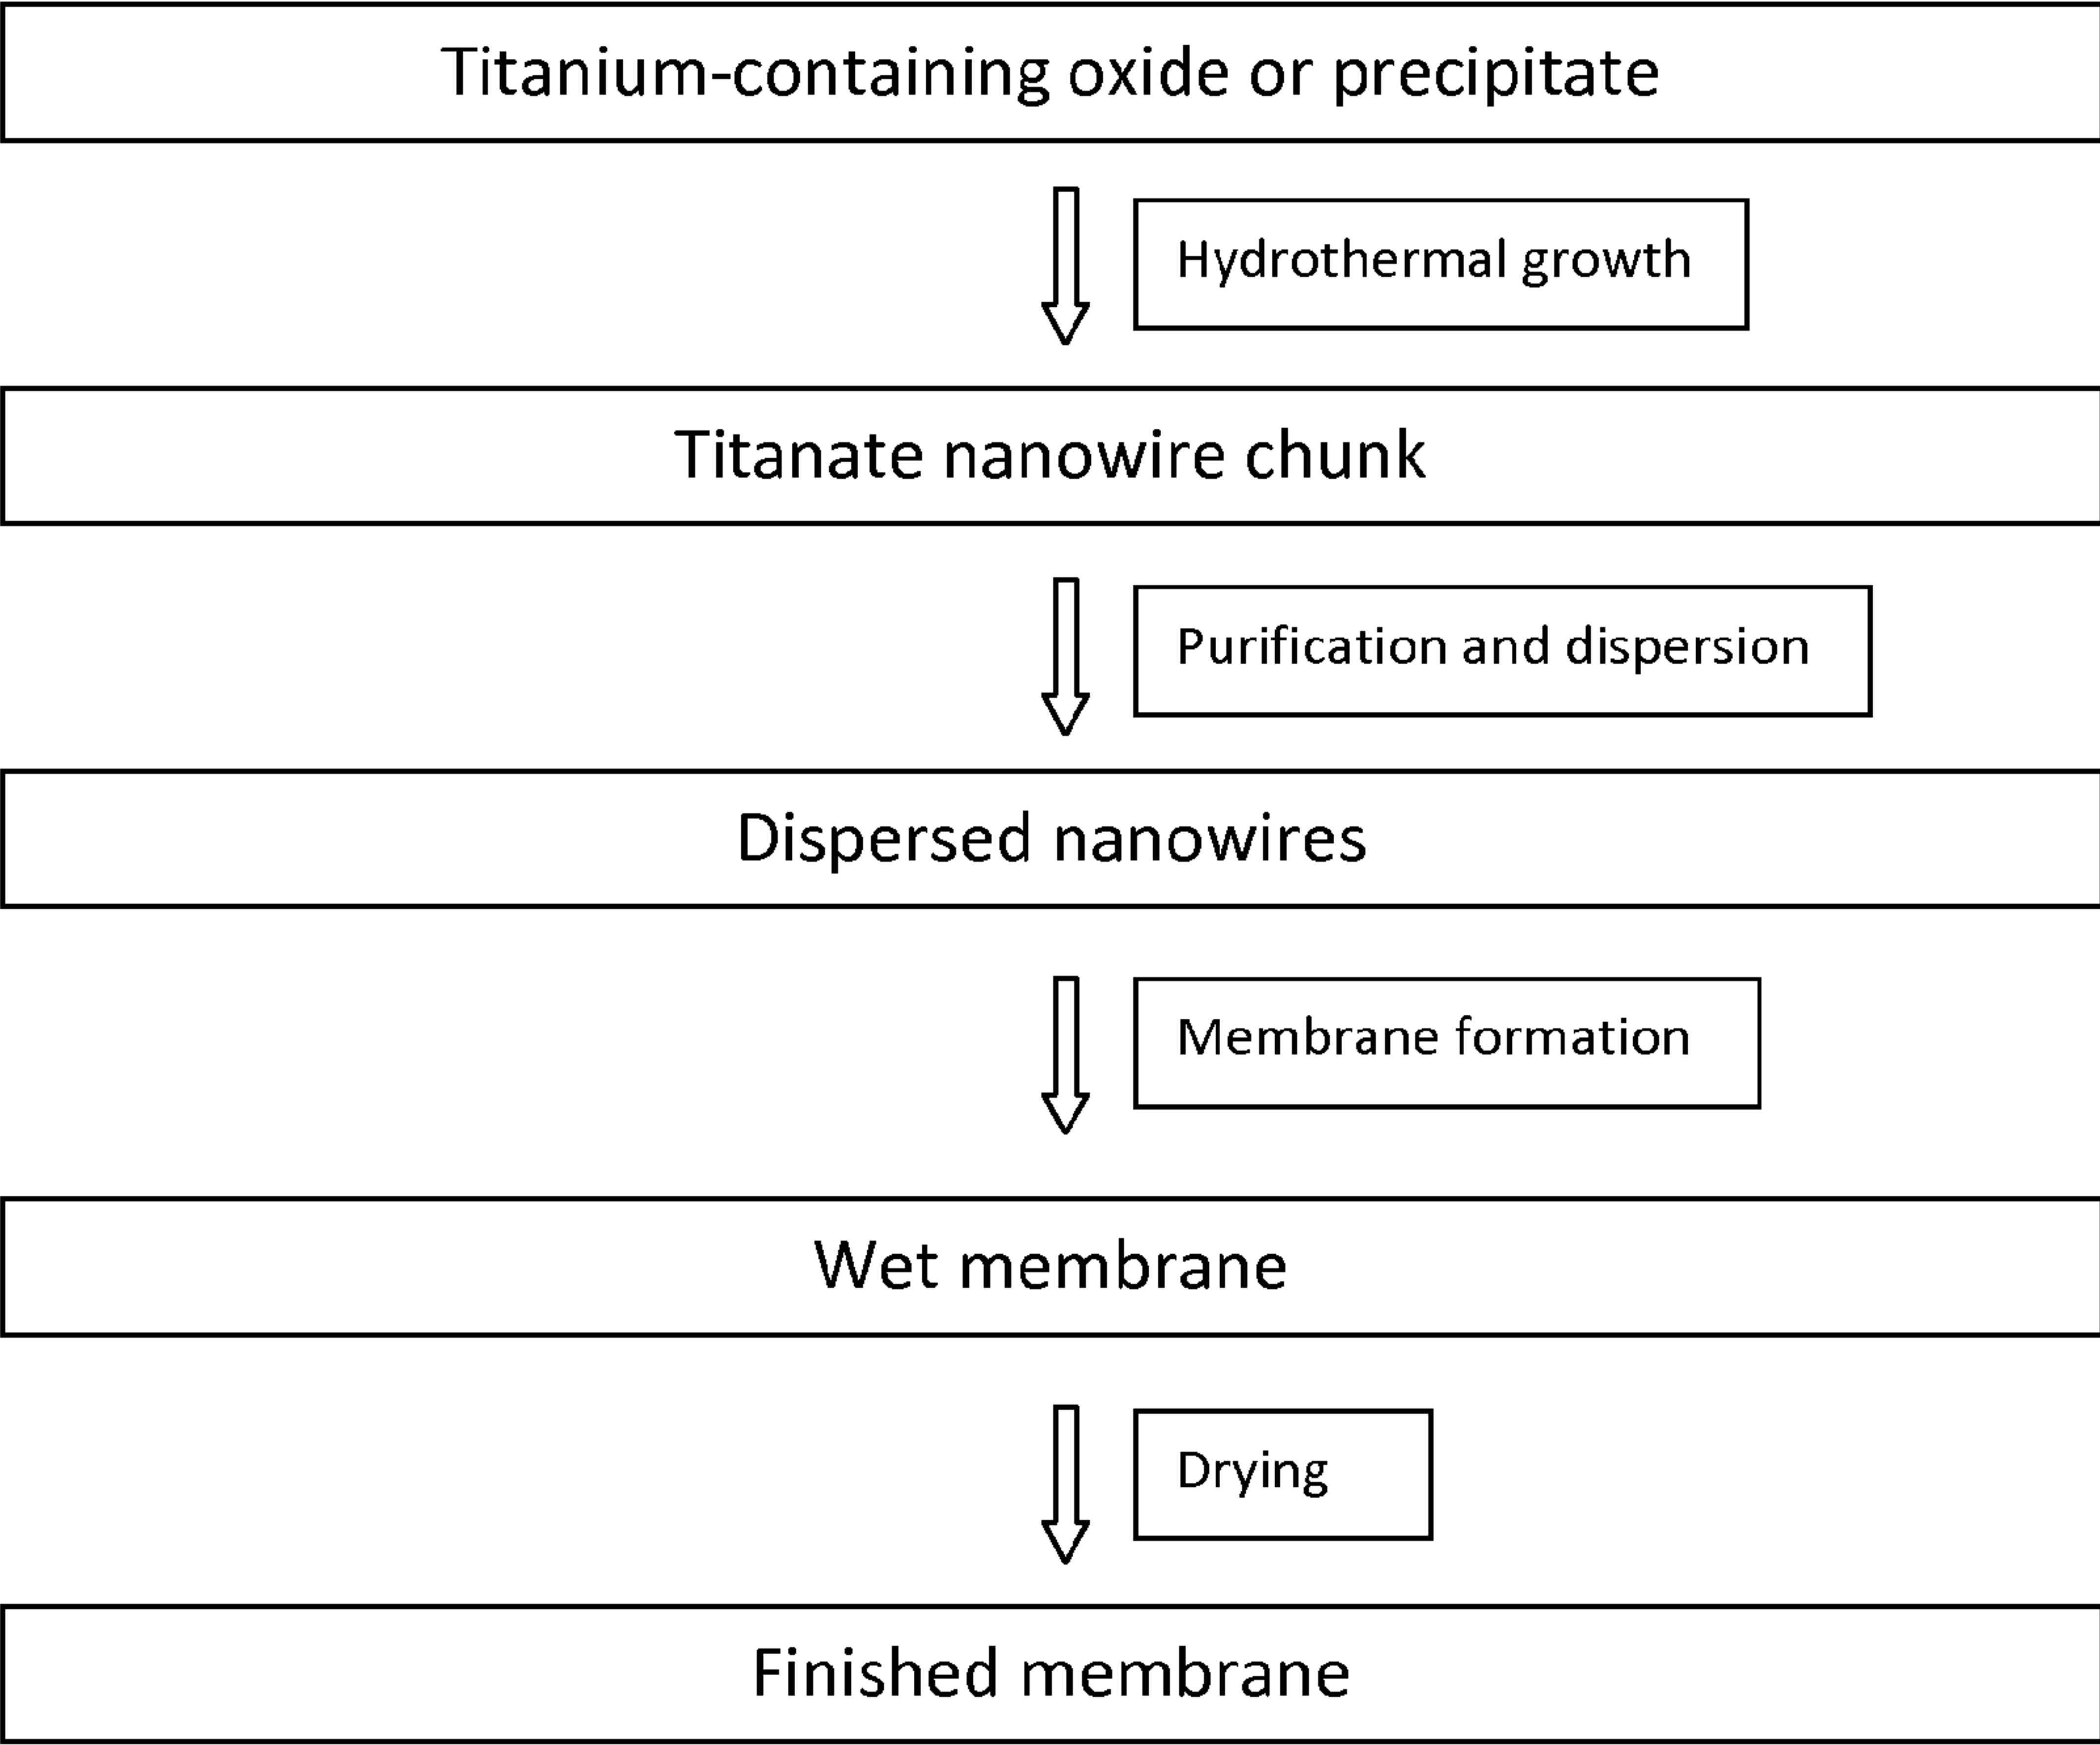 Titanium-containing oxide or precipitate
Hydrothermal growth
Titanate nanowire chunk
Purification and dispersion
Dispersed nanowires
Membrane formation
Wet membrane
Drying
Finished membrane